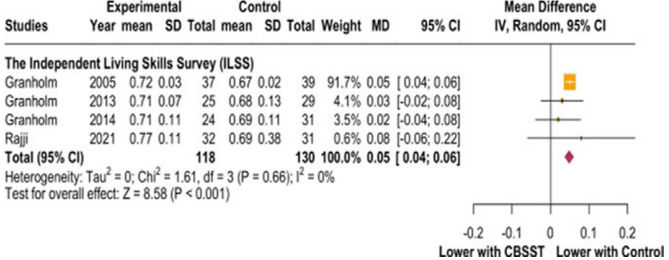 Experimental Control Mean Difference
Studies Year mean SD Total mean SD Total Weight MD 95% CI IV, Random, 95% CI
The Independent Living Skills Survey (ILSS)
Granholm 2005 0.72 0.03 37 0.67 0.02 39 91.7% 0.05 [ 0.04; 0.06]
Granholm 2013 0.71 0.07 25 0.68 0.13 29 4.1% 0.03 [-0.02; 0.08]
Granholm 2014 0.71 0.11 24 0.69 0.11 31 3.5% 0.02 [-0.04; 0.08]
Rajji 2021 0.77 0.11 32 0.69 0.38 31 0.6% 0.08 [-0.06; 0.22]
Total (95% CI) 118 130 100.0% 0.05 [ 0.04; 0.06]
Heterogeneity: Tau² = 0; Chi² = 1.61, df = 3 (P = 0.66); I² = 0%
Test for overall effect: Z = 8.58 (P < 0.001)
-0.2 -0.1 0 0.1 0.2
Lower with CBSST Lower with Control